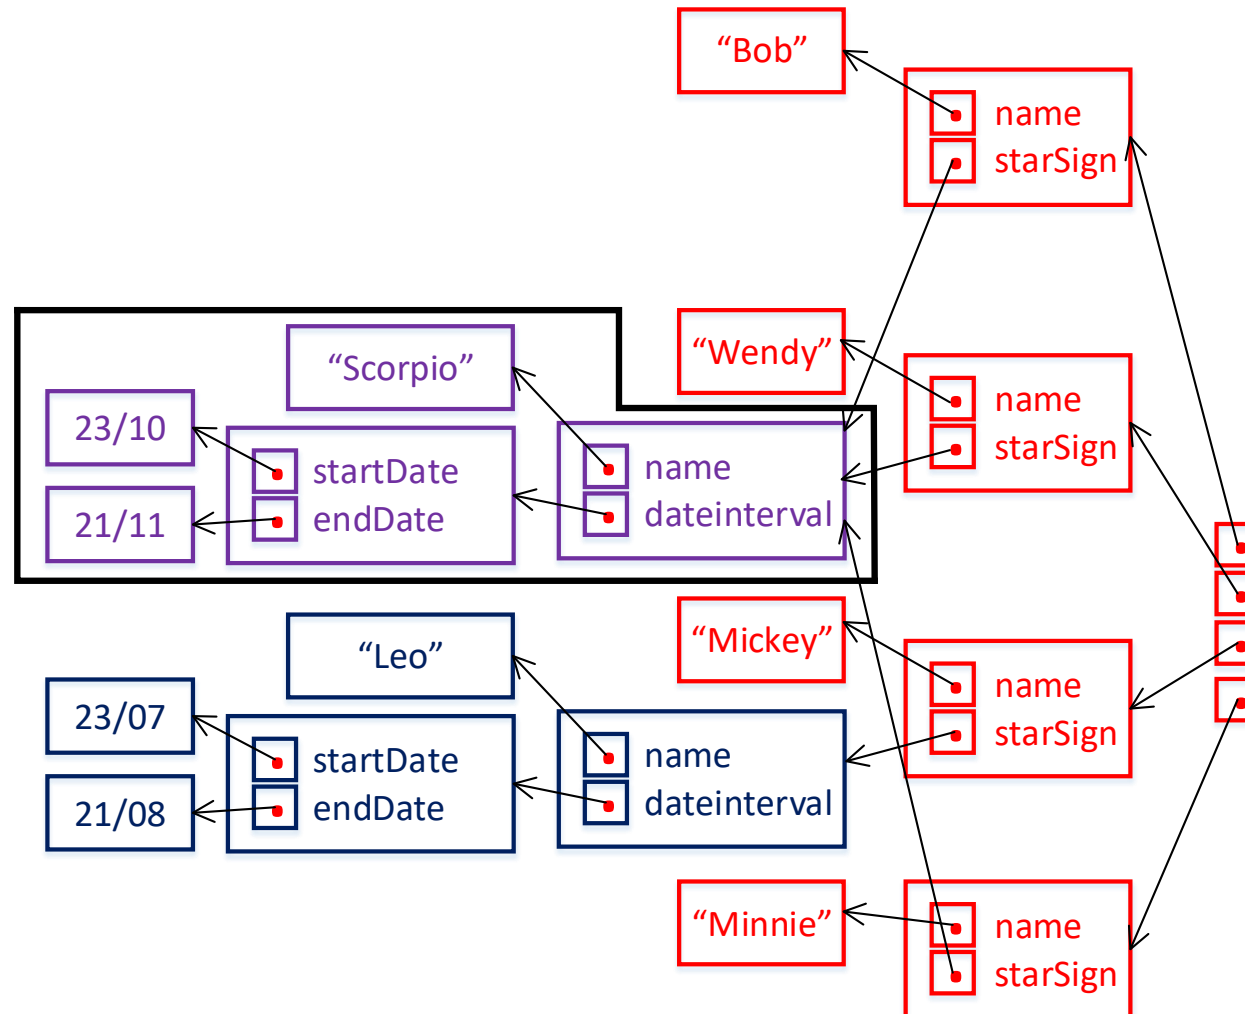 “Bob”
name
starSign
“Scorpio”
“Wendy”
23/10
startDate
name
name
21/11
endDate
dateinterval
starSign
“Leo”
“Mickey”
23/07
startDate
name
name
21/08
endDate
dateinterval
starSign
“Minnie”
name
starSign